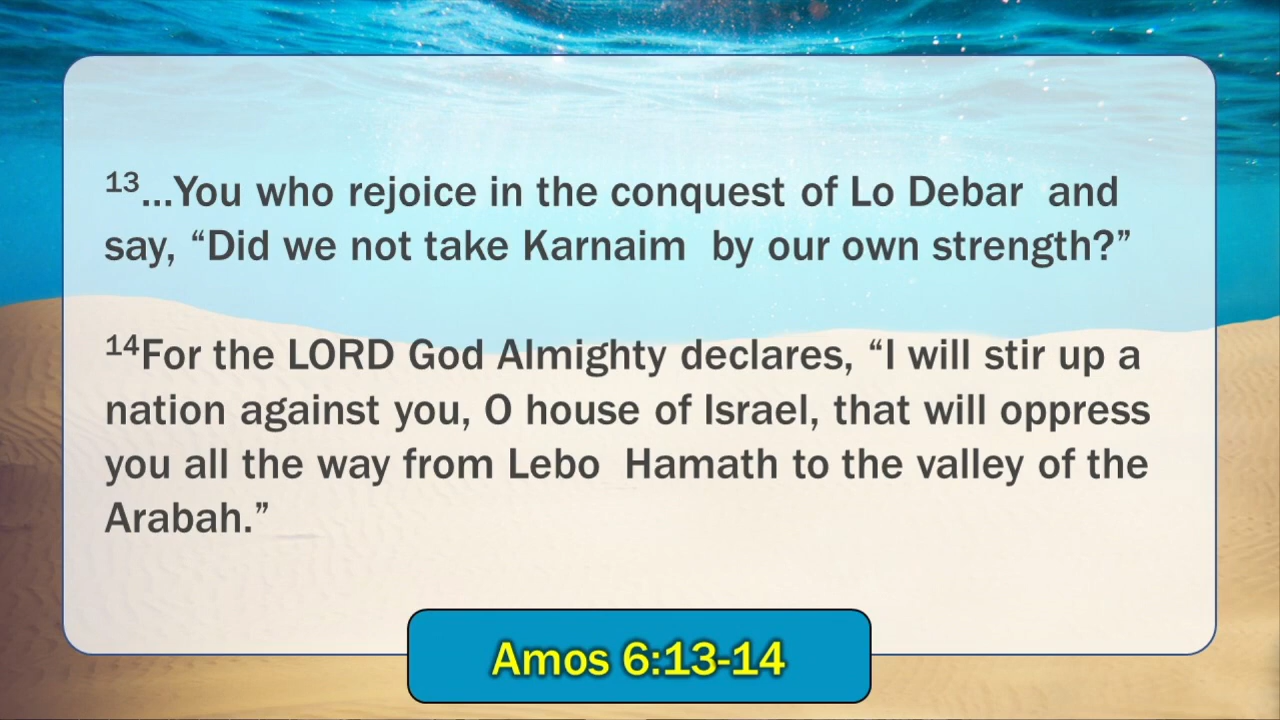 13...You who rejoice in the conquest of Lo Debar  and
say, “Did we not take Karnaim  by our own strength?”
14For the LORD God Almighty declares, “I will stir up a
nation against you, O house of Israel, that will oppress
you all the way from Lebo  Hamath to the valley of the
Arabah.”
Amos 6:13-14